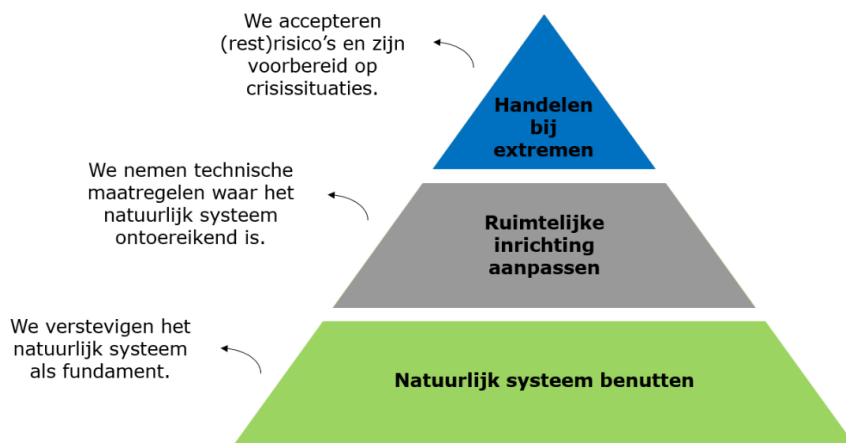 We accepteren
(rest)risico's en zijn
voorbereid op
crisissituaties.
Handelen
bij
extremen
We nemen technische
maatregelen waar het
natuurlijk systeem
ontoereikend is.
Ruimtelijke
inrichting
aanpassen
We verstevigen het
natuurlijk systeem
als fundament.
Natuurlijk systeem benutten